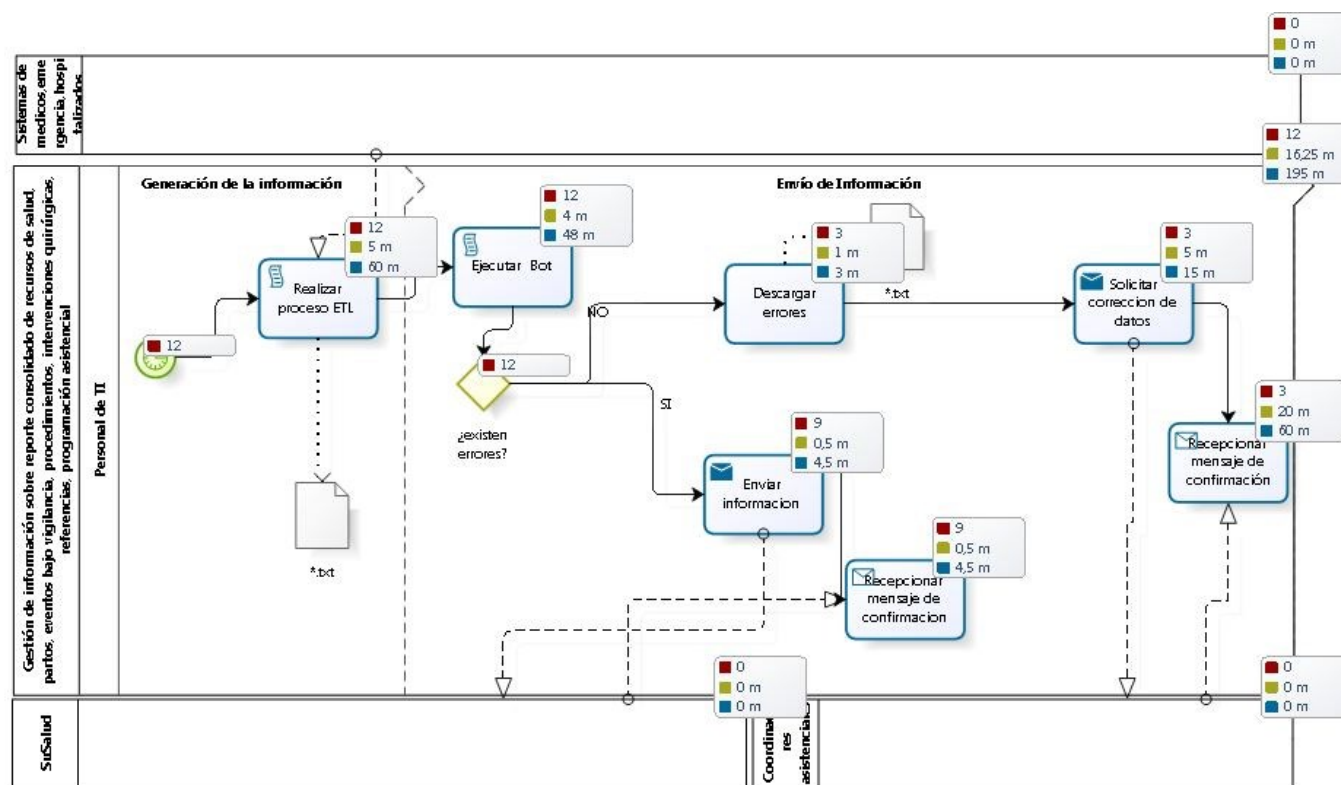 0
0 m
0 m
Sistemas de
medicos,eme
rgencia,hospi
talizados
12
16,25 m
195 m
Gestión de información sobre reporte consolidado de recursos de salud,
partos, eventos bajo vigilancia, procedimientos, intervenciones quirúrgicas,
referencias, programación asistencial
Personal de TI
Generación de la información
Envío de Información
12
5 m
60 m
Realizar
proceso ETL
12
4 m
48 m
Ejecutar Bot
3
1 m
3 m
Descargar
errores
*.txt
3
5 m
15 m
Solicitar
correccion de
datos
12
12
NO
SI
¿existen
errores?
*.txt
9
0,5 m
4,5 m
Enviar
informacion
3
20 m
60 m
Recepcionar
mensaje de
confirmación
9
0,5 m
4,5 m
Recepcionar
mensaje de
confirmacion
0
0 m
0 m
0
0 m
0 m
SuSalud
Coordinado
res
asistenciales